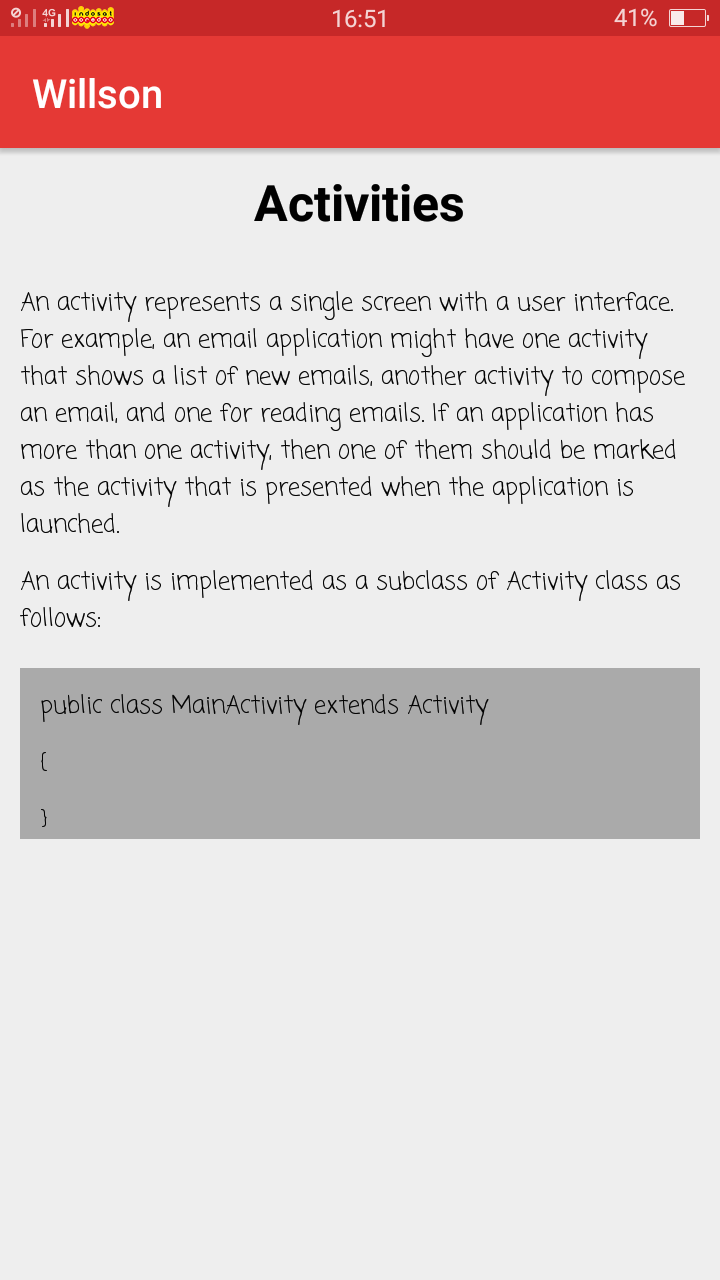 4G
indosat
ooredoo
16:51
41%
Willson
Activities
An activity represents a single screen with a user interface.
For example, an email application might have one activity
that shows a list of new emails, another activity to compose
an email, and one for reading emails. If an application has
more than one activity, then one of them should be marked
as the activity that is presented when the application is
launched.
An activity is implemented as a subclass of Activity class as
follows:
public class MainActivity extends Activity
{
}